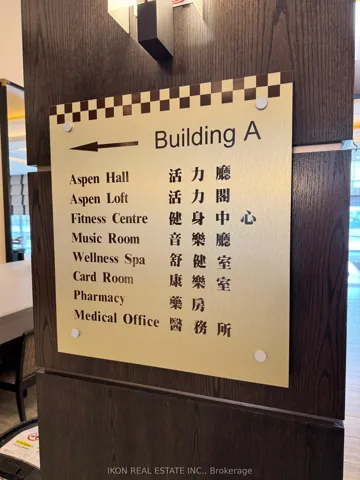 Building A
Aspen Hall 活力廳
Aspen Loft 活力閣
Fitness Centre 健身中心
Music Room 音樂廳
Wellness Spa 舒健室
Card Room 康樂室
Pharmacy 藥房
Medical Office 醫務所
IKON REAL ESTATE INC., Brokerage